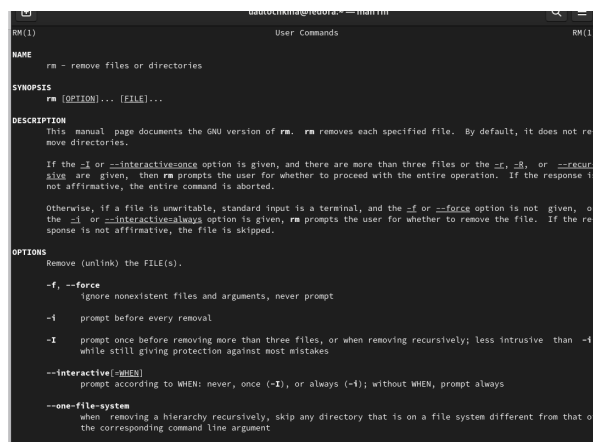 dautochkina@fedora:~ — man rm
RM(1) User Commands RM(1
NAME
rm - remove files or directories
SYNOPSIS
rm [OPTION]... [FILE]...
DESCRIPTION
This manual page documents the GNU version of rm. rm removes each specified file. By default, it does not re
move directories.
If the -I or --interactive=once option is given, and there are more than three files or the -r, -R, or --recur
sive are given, then rm prompts the user for whether to proceed with the entire operation. If the response i
not affirmative, the entire command is aborted.
Otherwise, if a file is unwritable, standard input is a terminal, and the -f or --force option is not given, o
the -i or --interactive=always option is given, rm prompts the user for whether to remove the file. If the re
sponse is not affirmative, the file is skipped.
OPTIONS
Remove (unlink) the FILE(s).
-f, --force
ignore nonexistent files and arguments, never prompt
-i prompt before every removal
-I prompt once before removing more than three files, or when removing recursively; less intrusive than -i
while still giving protection against most mistakes
--interactive[=WHEN]
prompt according to WHEN: never, once (-I), or always (-i); without WHEN, prompt always
--one-file-system
when removing a hierarchy recursively, skip any directory that is on a file system different from that o
the corresponding command line argument